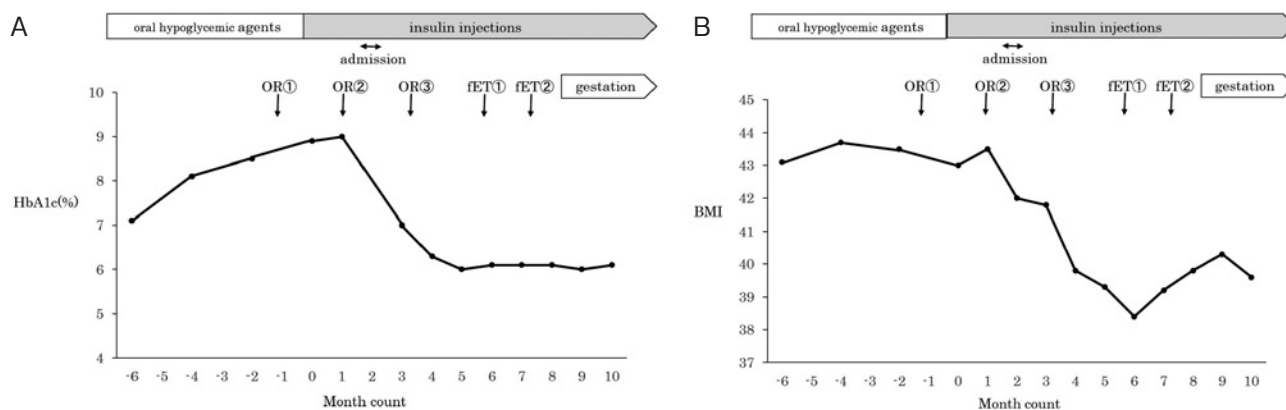 A
oral hypoglycemic agents
insulin injections
admission
OR① OR② OR③ fET① fET② gestation
10
9
8
7
6
5
4
HbA1c(%)
-6 -5 -4 -3 -2 -1 0 1 2 3 4 5 6 7 8 9 10
Month count
B
oral hypoglycemic agents
insulin injections
admission
OR① OR② OR③ fET① fET② gestation
45
44
43
42
41
40
39
38
37
BMI
-6 -5 -4 -3 -2 -1 0 1 2 3 4 5 6 7 8 9 10
Month count